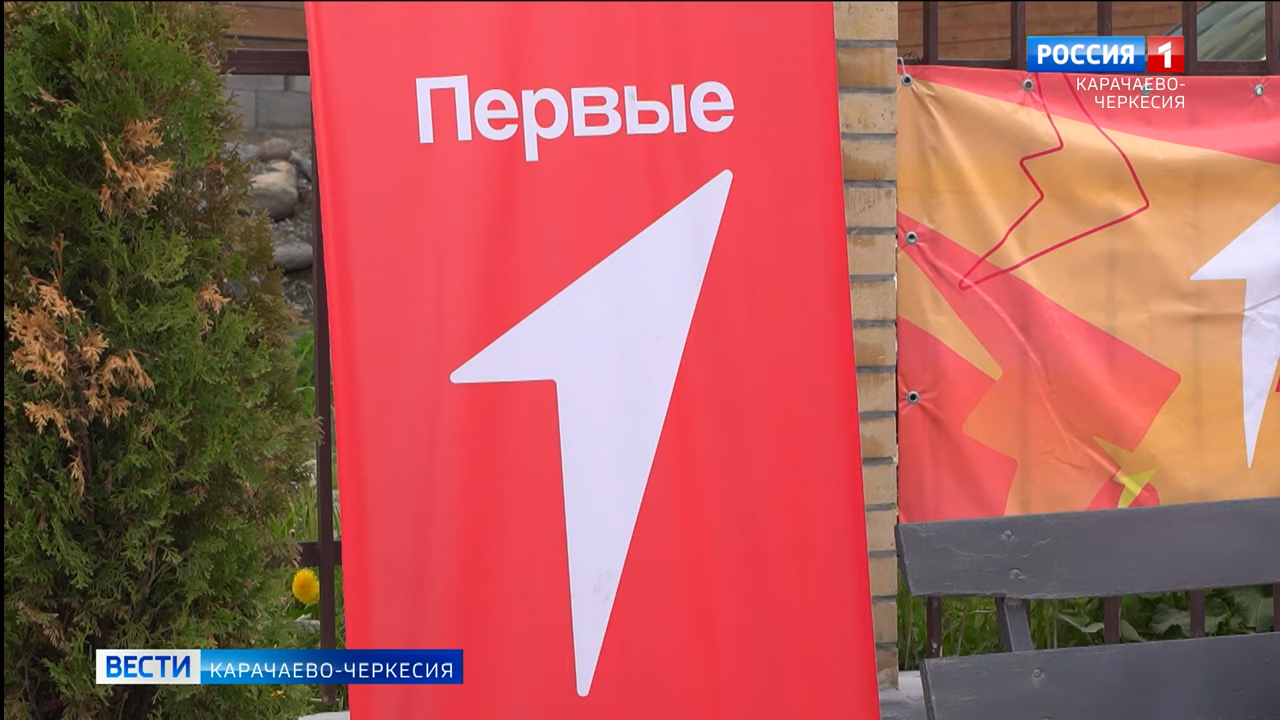 Первые
РОССИЯ 1
КАРАЧАЕВО-
ЧЕРКЕСИЯ
ВЕСТИ КАРАЧАЕВО-ЧЕРКЕСИЯ